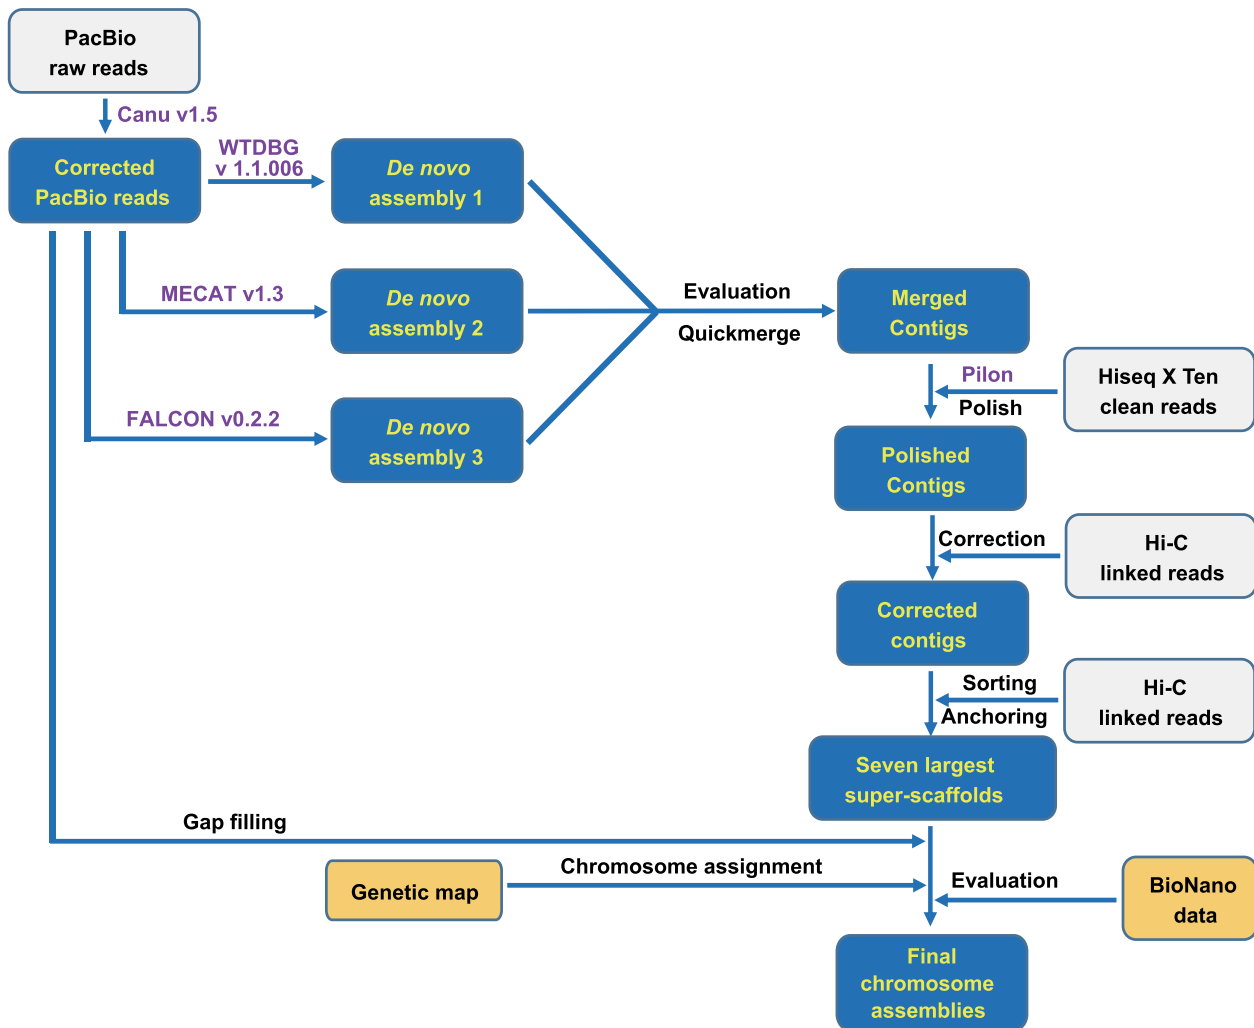 PacBio
raw reads
Canu v1.5
Corrected
PacBio reads
WTDBG
v 1.1.006
De novo
assembly 1
MECAT v1.3
De novo
assembly 2
FALCON v0.2.2
De novo
assembly 3
Evaluation
Quickmerge
Merged
Contigs
Pilon
Polish
Hiseq X Ten
clean reads
Polished
Contigs
Correction
Hi-C
linked reads
Corrected
contigs
Sorting
Anchoring
Hi-C
linked reads
Seven largest
super-scaffolds
Gap filling
Genetic map
Chromosome assignment
Evaluation
BioNano
data
Final
chromosome
assemblies